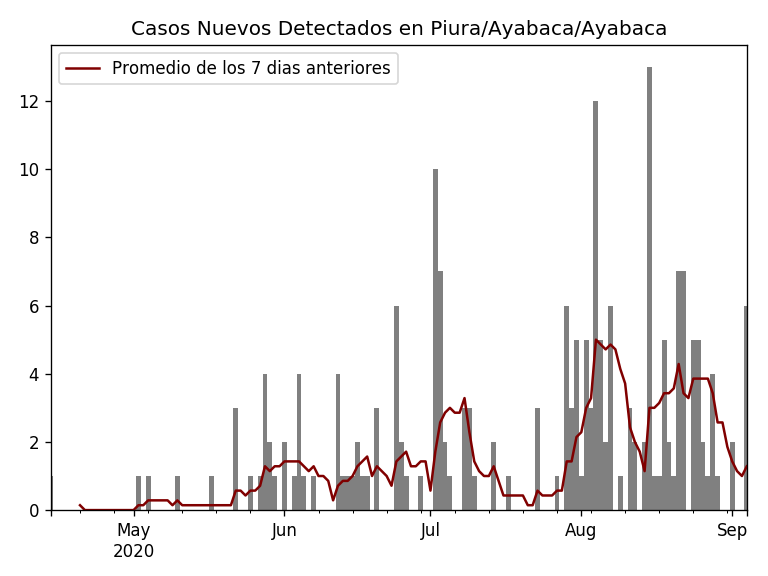 Casos Nuevos Detectados en Piura/Ayabaca/Ayabaca
Promedio de los 7 dias anteriores
12
10
8
6
4
2
0
May Jun Jul Aug Sep
2020